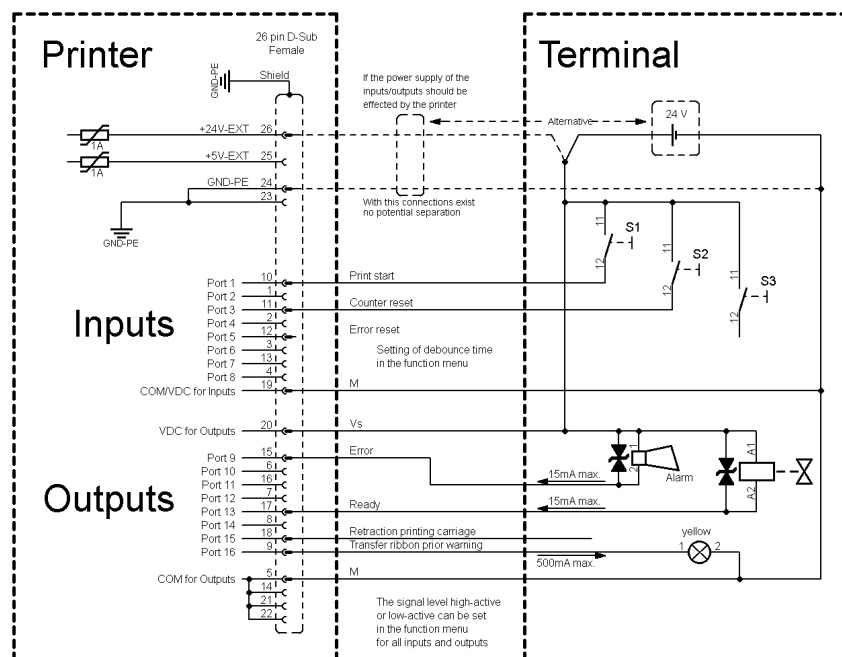 Printer
26 pin D-Sub
Female
Terminal
GND-PE
Shield
If the power supply of the
inputs/outputs should be
effected by the printer
Alternative
24 V
+24V-EXT 26
1A
+5V-EXT 25
1A
GND-PE 24
23
GND-PE
With this connections exist
no potential separation
11
S1
12
11
S2
12
11
S3
12
Inputs
Port 1 10 Print start
Port 2 1
Port 3 11 Counter reset
Port 4 2
Port 5 12 Error reset
Port 6 3
Port 7 13
Port 8 4
COM/VDC for Inputs 19 M
Setting of debounce time
in the function menu
Outputs
VDC for Outputs 20 Vs
Port 9 15 Error
Port 10 6
Port 11 16
Port 12 7
Port 13 17 Ready
Port 14 8
Port 15 18 Retraction printing carriage
Port 16 9 Transfer ribbon prior warning
COM for Outputs 5 M
14
21
22
15mA max.
2 1
Alarm
A1
A2
15mA max.
yellow
1 2
500mA max.
The signal level high-active
or low-active can be set
in the function menu
for all inputs and outputs